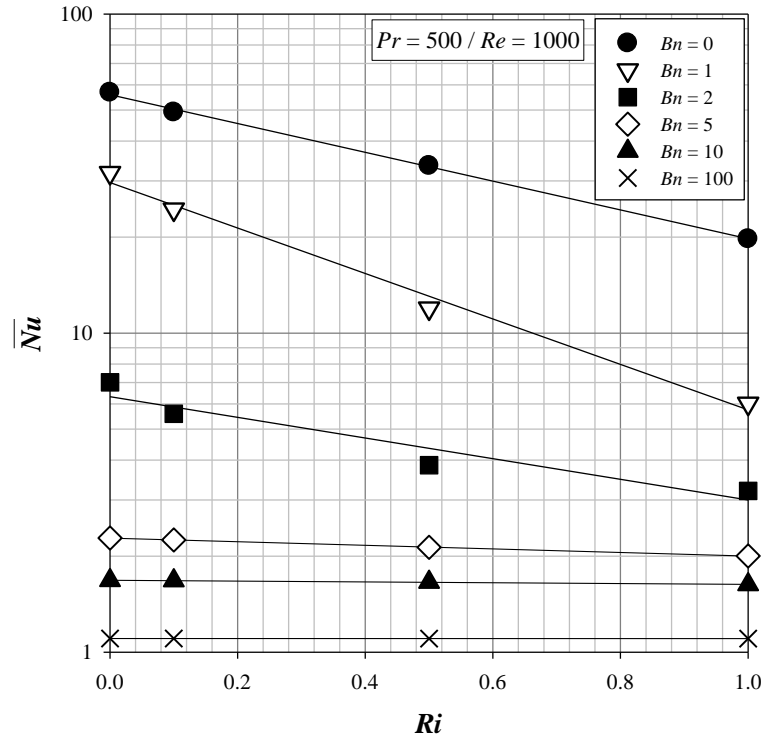 100
Pr = 500 / Re = 1000
Bn = 0
Bn = 1
Bn = 2
Bn = 5
Bn = 10
Bn = 100
10
Nu
1
0.0 0.2 0.4 0.6 0.8 1.0
Ri